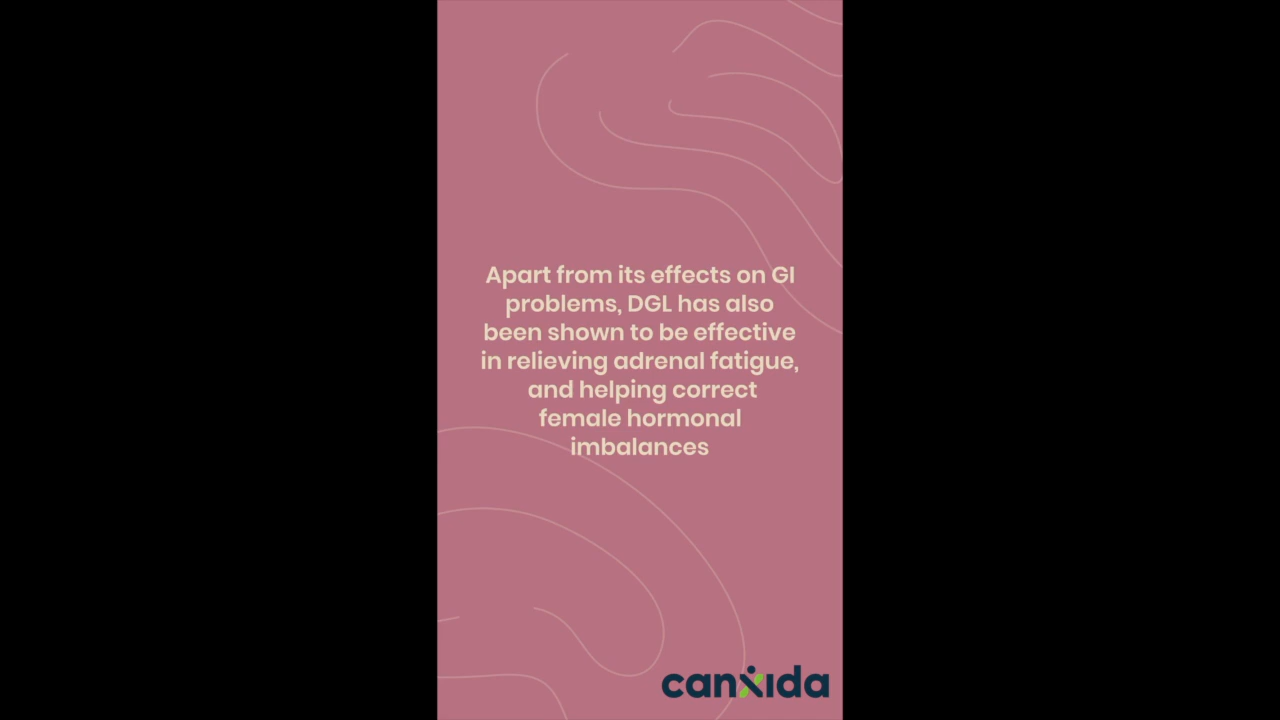 Apart from its effects on GI
problems, DGL has also
been shown to be effective
in relieving adrenal fatigue,
and helping correct
female hormonal
imbalances
canxida